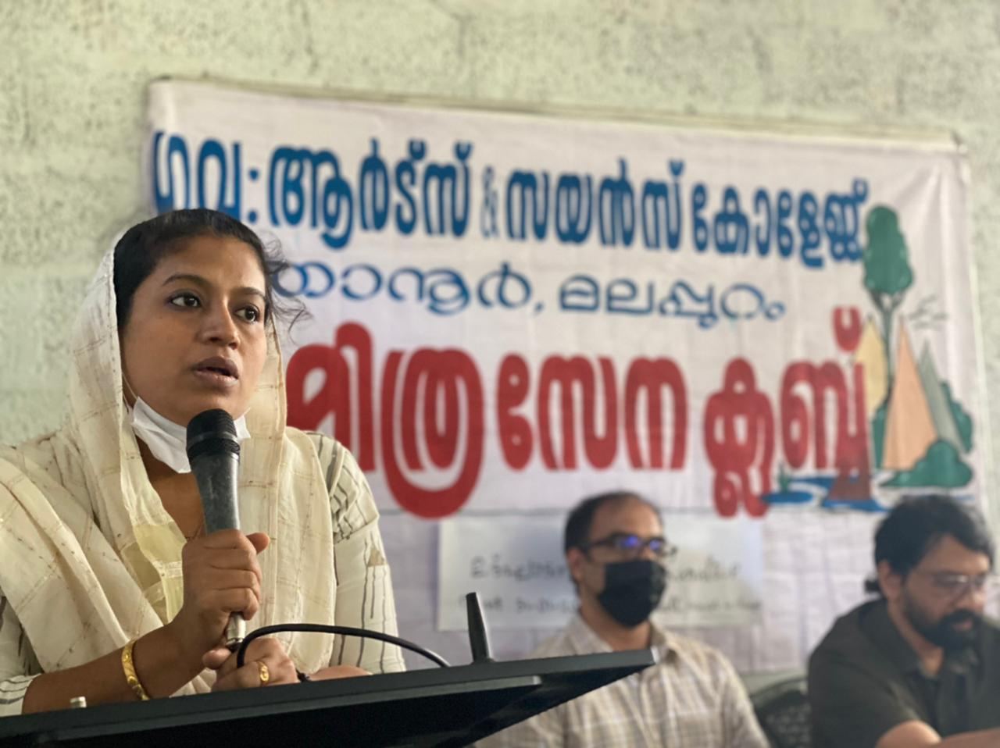 ഗവ: ആർട്സ് & സയൻസ് കോളേജ്
താനൂർ, മലപ്പുറം
മിത്ര സേന ക്ലബ്ബ്